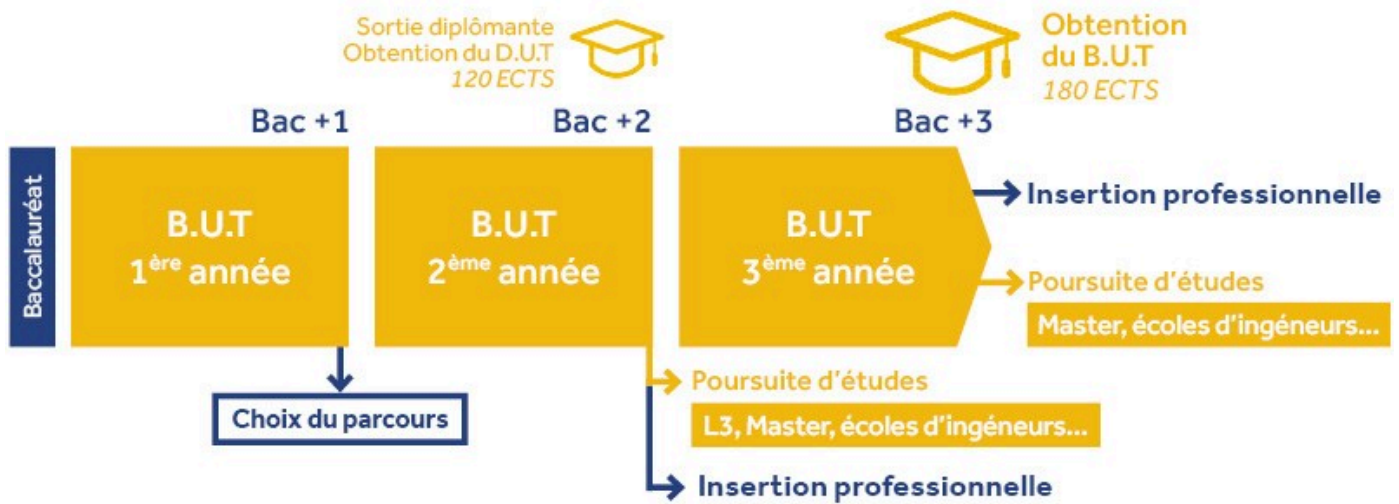 Sortie diplômante
Obtention du D.U.T
120 ECTS
Obtention
du B.U.T
180 ECTS
Bac +1
Bac +2
Bac +3
Baccalauréat
B.U.T
1ère année
B.U.T
2ème année
B.U.T
3ème année
Insertion professionnelle
Poursuite d'études
Master, écoles d'ingéneurs...
Choix du parcours
Poursuite d'études
L3, Master, écoles d'ingéneurs...
Insertion professionnelle